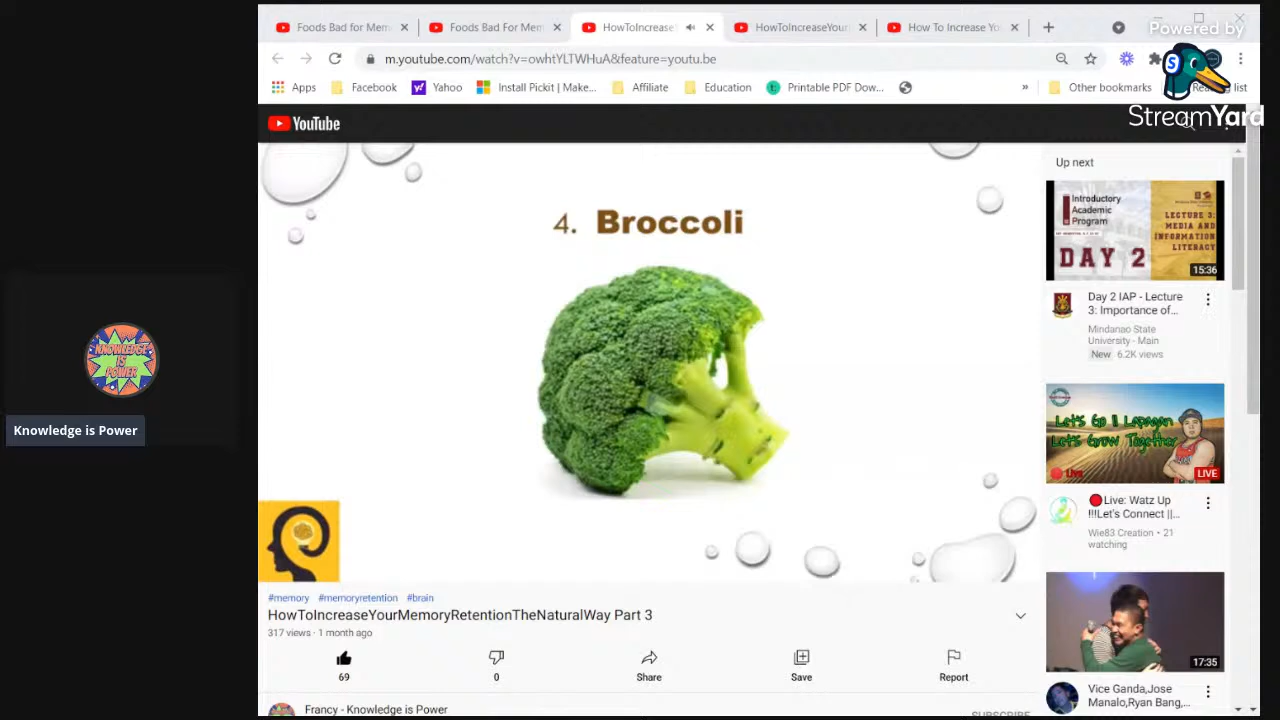 Foods Bad for Mem
Foods Bad For Mem
HowToIncrease
HowToIncreaseYour
How To Increase Yo
Powered by
m.youtube.com/watch?v=owhtYLTWHuA&feature=youtu.be
Apps
Facebook
Yahoo
Install Pickit | Make...
Affiliate
Education
Printable PDF Dow...
»
Other bookmarks
list
StreamYard
YouTube
4. Broccoli
Knowledge is Power
KNOWLEDGE
IS
POWER
#memory #memoryretention #brain
HowToIncreaseYourMemoryRetentionTheNaturalWay Part 3
317 views · 1 month ago
69
0
Share
Save
Report
Francy - Knowledge is Power
SUBSCRIBE
Up next
Introductory
Academic
Program
DAY 2
LECTURE 3:
MEDIA AND
INFORMATION
LITERACY
15:36
Day 2 IAP - Lecture
3: Importance of...
Mindanao State
University - Main
New 6.2K views
Let's Go !! Lapagan
Let's Grow Together
Live
LIVE
Live: Watz Up
!!!Let's Connect ||...
Wie83 Creation • 21
watching
17:35
Vice Ganda,Jose
Manalo,Ryan Bang,...